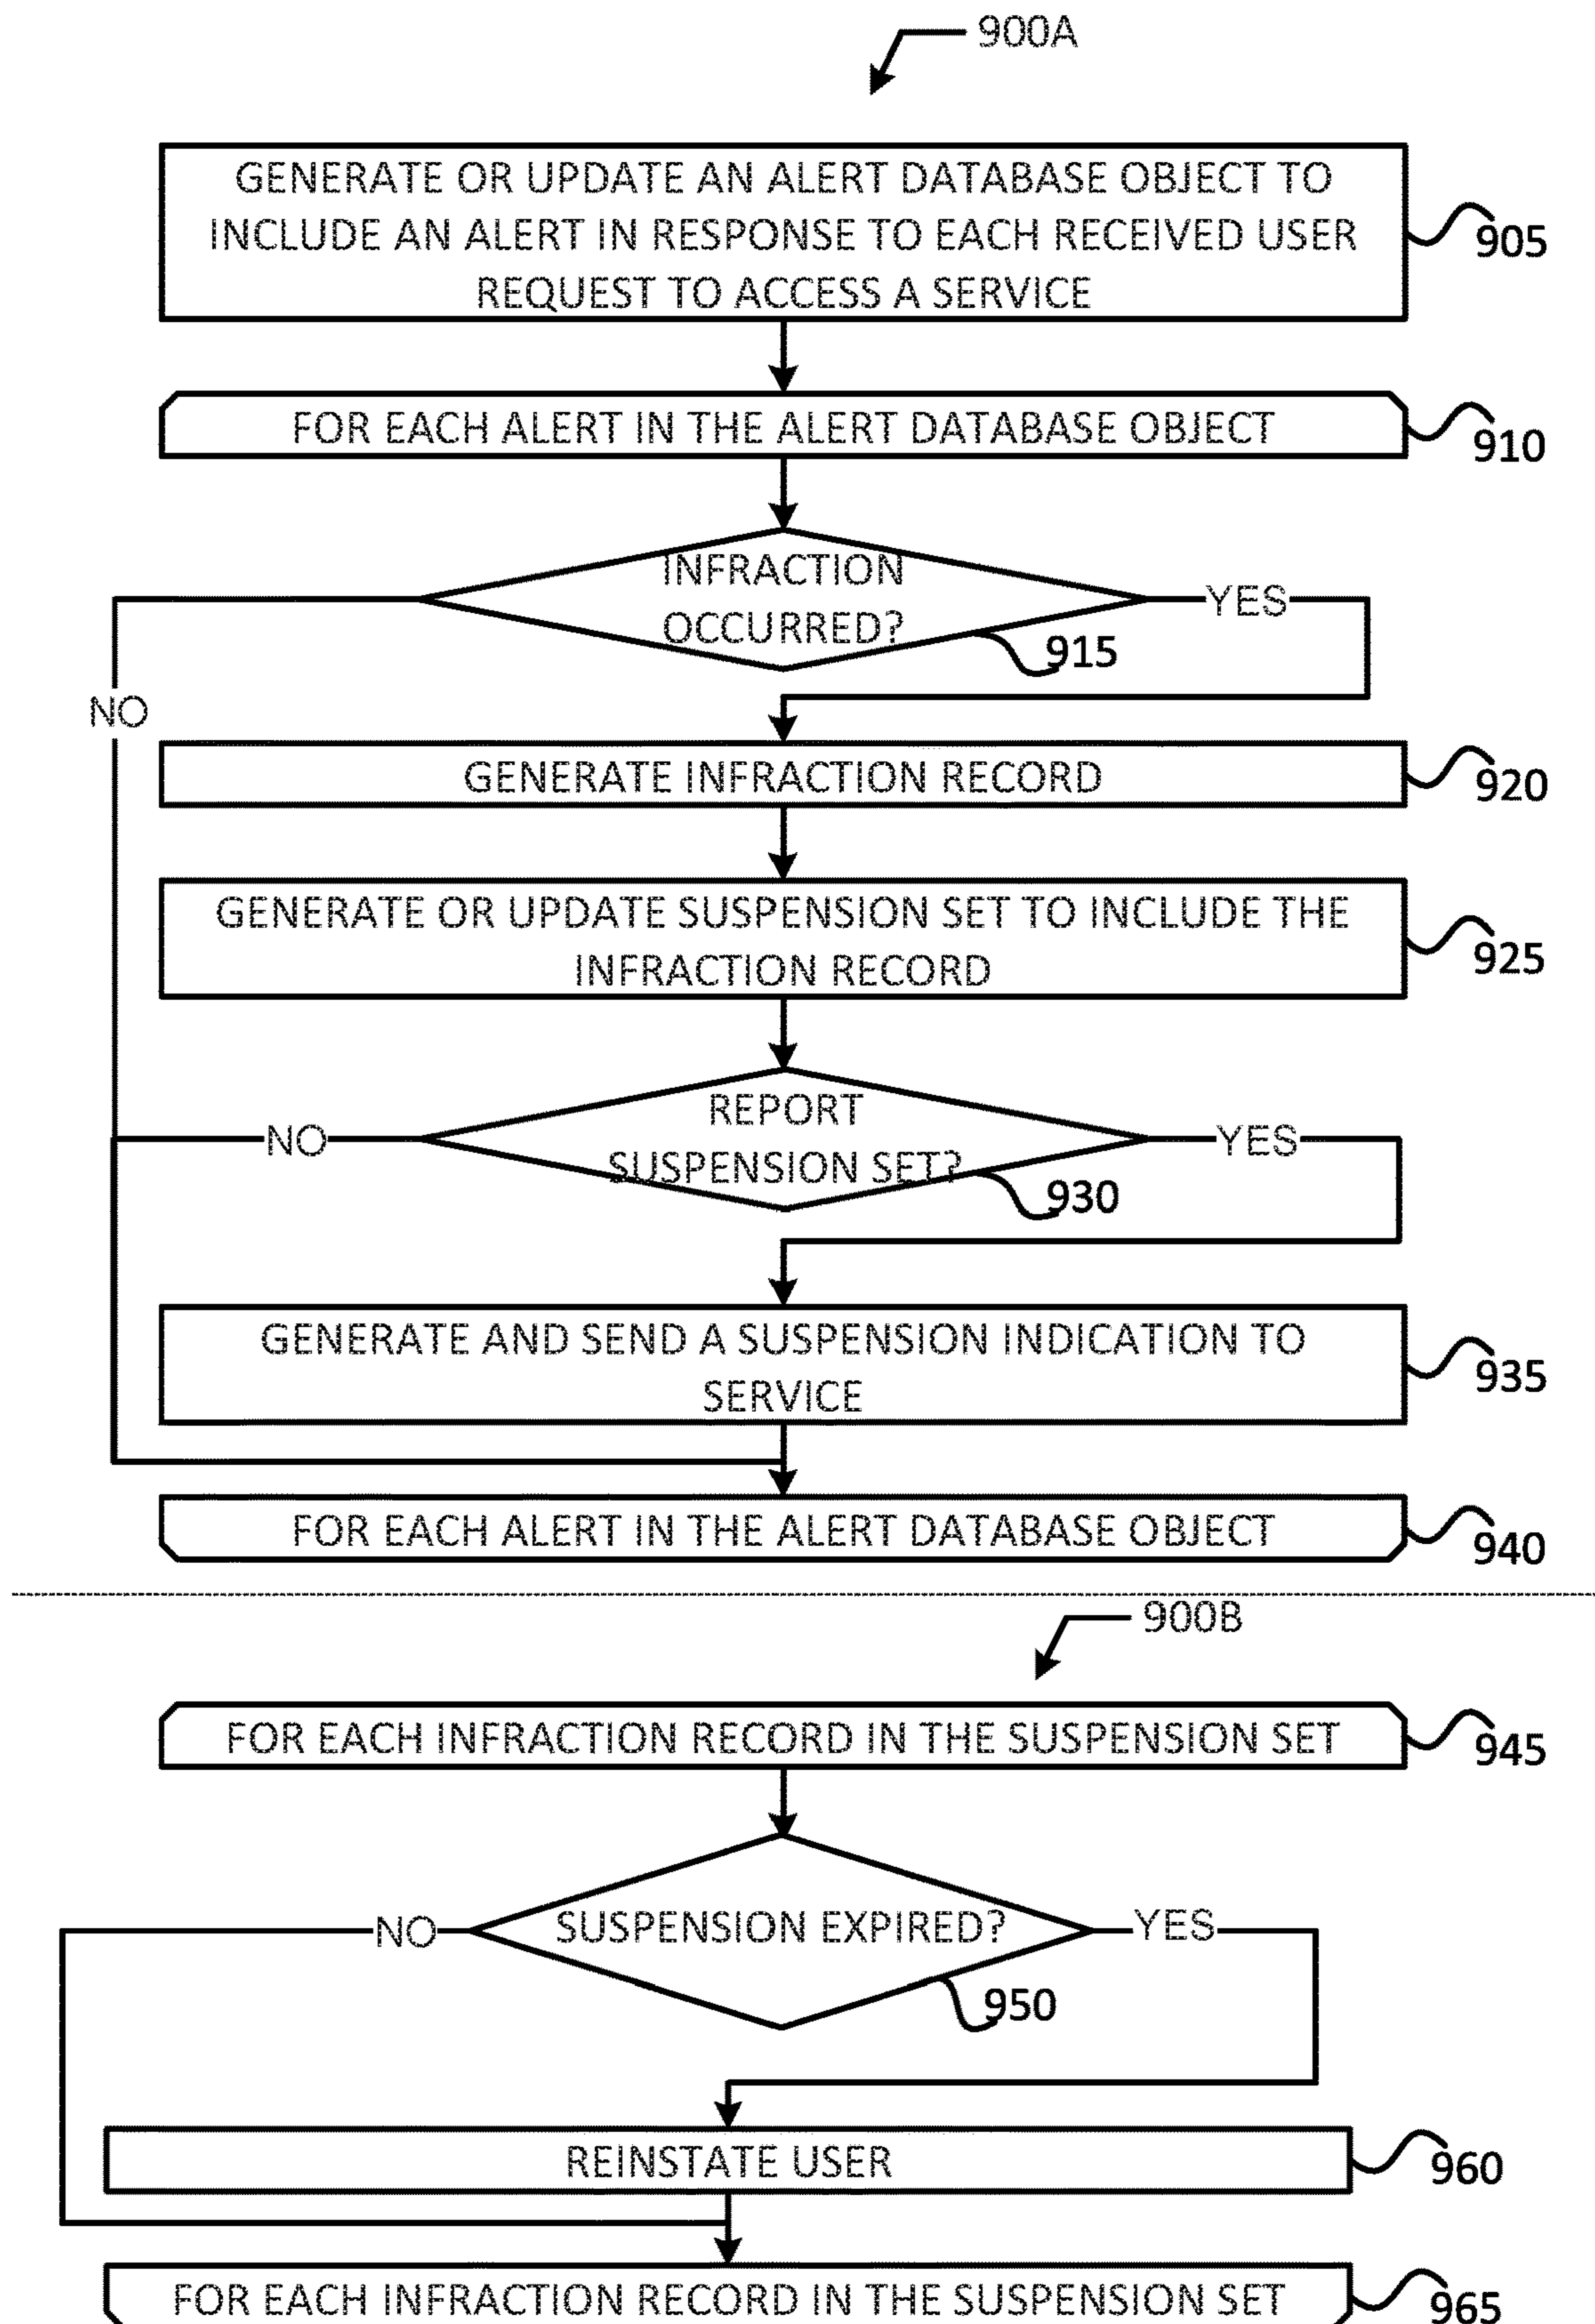 900A
GENERATE OR UPDATE AN ALERT DATABASE OBJECT TO
INCLUDE AN ALERT IN RESPONSE TO EACH RECEIVED USER
REQUEST TO ACCESS A SERVICE
905
FOR EACH ALERT IN THE ALERT DATABASE OBJECT
910
INFRACTION
OCCURRED?
YES
915
NO
GENERATE INFRACTION RECORD
920
GENERATE OR UPDATE SUSPENSION SET TO INCLUDE THE
INFRACTION RECORD
925
REPORT
SUSPENSION SET?
NO
YES
930
GENERATE AND SEND A SUSPENSION INDICATION TO
SERVICE
935
FOR EACH ALERT IN THE ALERT DATABASE OBJECT
940
900B
FOR EACH INFRACTION RECORD IN THE SUSPENSION SET
945
SUSPENSION EXPIRED?
NO
YES
950
REINSTATE USER
960
FOR EACH INFRACTION RECORD IN THE SUSPENSION SET
965